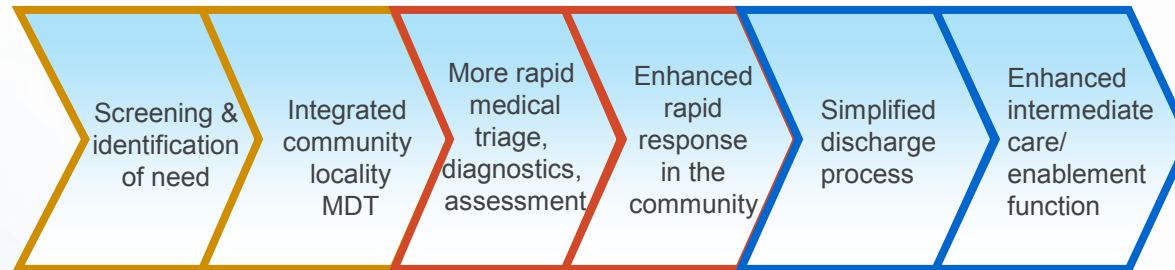 Screening &
identification
of need
Integrated
community
locality
MDT
More rapid
medical
triage,
diagnostics,
assessment
Enhanced
rapid
response
in the
community
Simplified
discharge
process
Enhanced
intermediate
care/
enablement
function